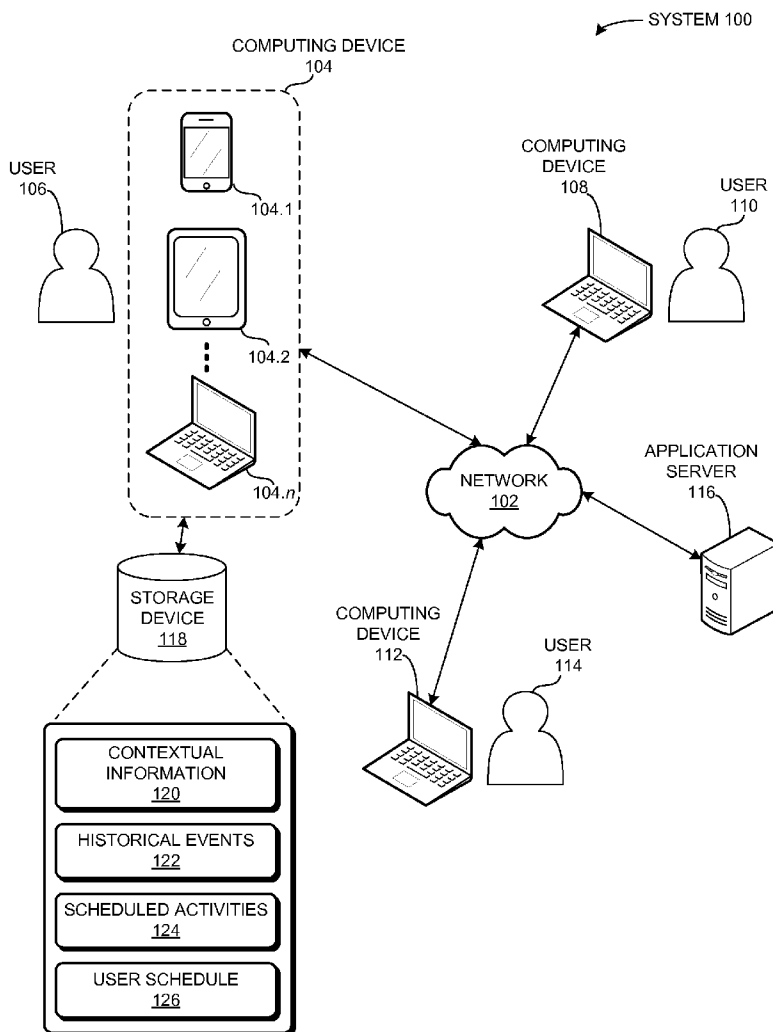 SYSTEM 100
COMPUTING DEVICE
104
USER
106
104.1
104.2
104.n
COMPUTING
DEVICE
108
USER
110
NETWORK
102
APPLICATION
SERVER
116
STORAGE
DEVICE
118
COMPUTING
DEVICE
112
USER
114
CONTEXTUAL
INFORMATION
120
HISTORICAL EVENTS
122
SCHEDULED ACTIVITIES
124
USER SCHEDULE
126